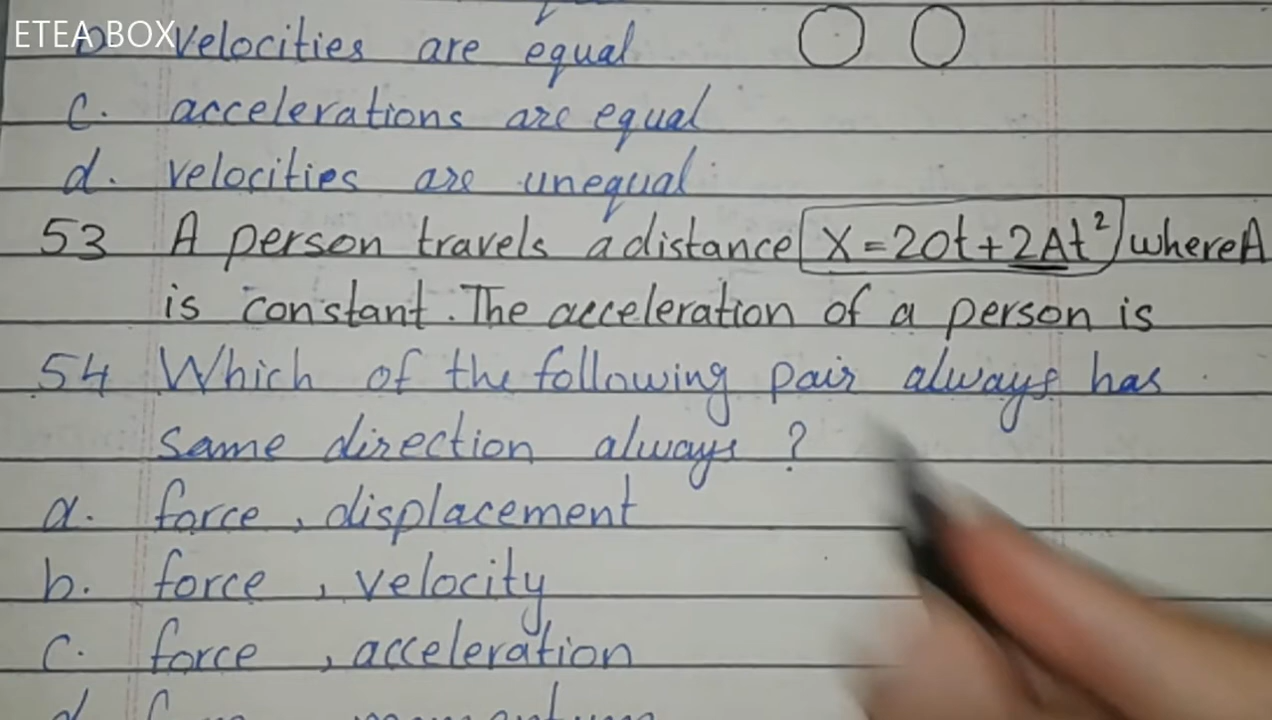 ETEA BOX
velocities are equal
c. accelerations are equal
d. velocities are unequal
53 A person travels a distance x = 20t + 2At² where A
is constant. The acceleration of a person is
54 Which of the following pair always has
same direction always ?
a. force, displacement
b. force, velocity
c. force, acceleration
d